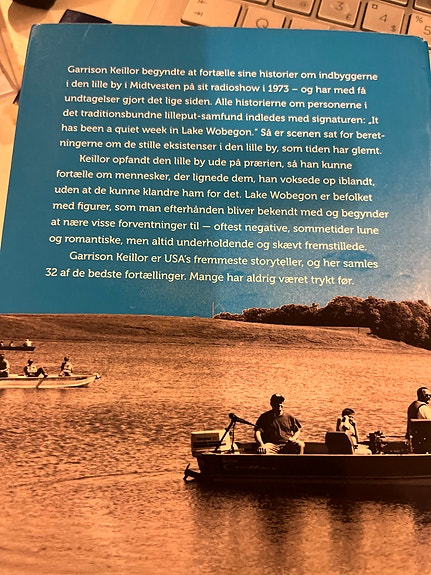 Garrison Keillor begyndte at fortælle sine historier om indbyggerne
i den lille by i Midtvesten på sit radioshow i 1973 – og har med få
undtagelser gjort det lige siden. Alle historierne om personerne i
det traditionsbundne lilleput-samfund indledes med signaturen: „It
has been a quiet week in Lake Wobegon.“ Så er scenen sat for beret-
ningerne om de stille eksistenser i den lille by, som tiden har glemt.
Keillor opfandt den lille by ude på prærien, så han kunne
fortælle om mennesker, der lignede dem, han voksede op iblandt,
uden at de kunne klandre ham for det. Lake Wobegon er befolket
med figurer, som man efterhånden bliver bekendt med og begynder
at nære visse forventninger til – oftest negative, sometider lune
og romantiske, men altid underholdende og skævt fremstillede.
Garrison Keillor er USA's fremmeste storyteller, og her samles
32 af de bedste fortællinger. Mange har aldrig været trykt før.